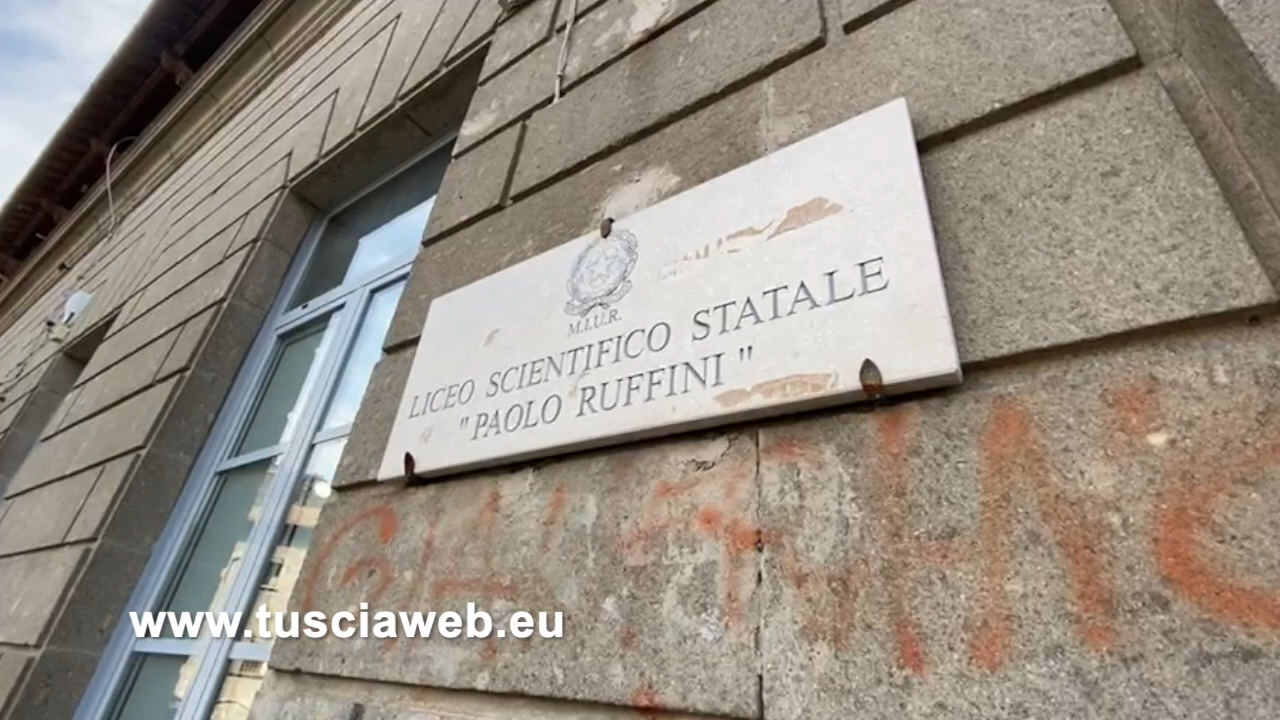 M.I.U.R.
LICEO SCIENTIFICO STATALE
"PAOLO RUFFINI"
www.tusciaweb.eu